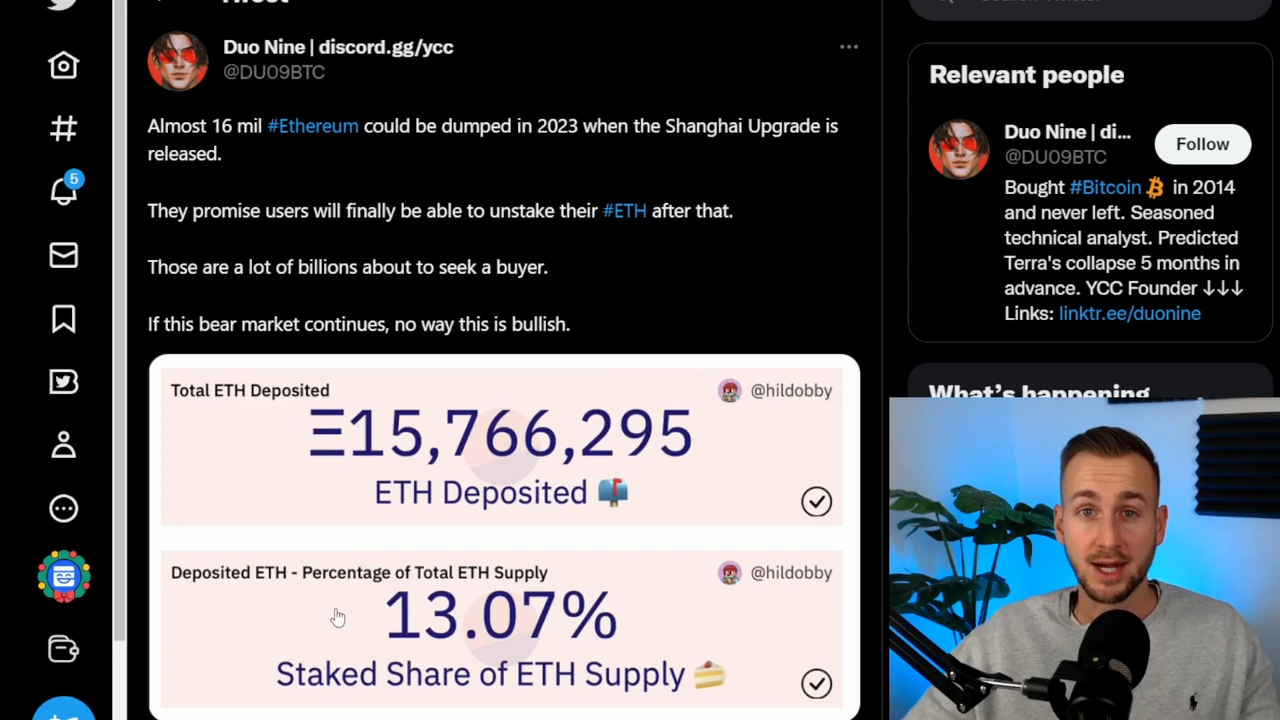 Duo Nine | discord.gg/ycc
@DU09BTC
Almost 16 mil #Ethereum could be dumped in 2023 when the Shanghai Upgrade is
released.
They promise users will finally be able to unstake their #ETH after that.
Those are a lot of billions about to seek a buyer.
If this bear market continues, no way this is bullish.
Total ETH Deposited
@hildobby
Ξ15,766,295
ETH Deposited 📫
Deposited ETH - Percentage of Total ETH Supply
@hildobby
13.07%
Staked Share of ETH Supply 🍰
5
Relevant people
Duo Nine | di...
@DU09BTC
Follow
Bought #Bitcoin ₿ in 2014
and never left. Seasoned
technical analyst. Predicted
Terra's collapse 5 months in
advance. YCC Founder ↓↓↓
Links: linktr.ee/duonine
What's happening